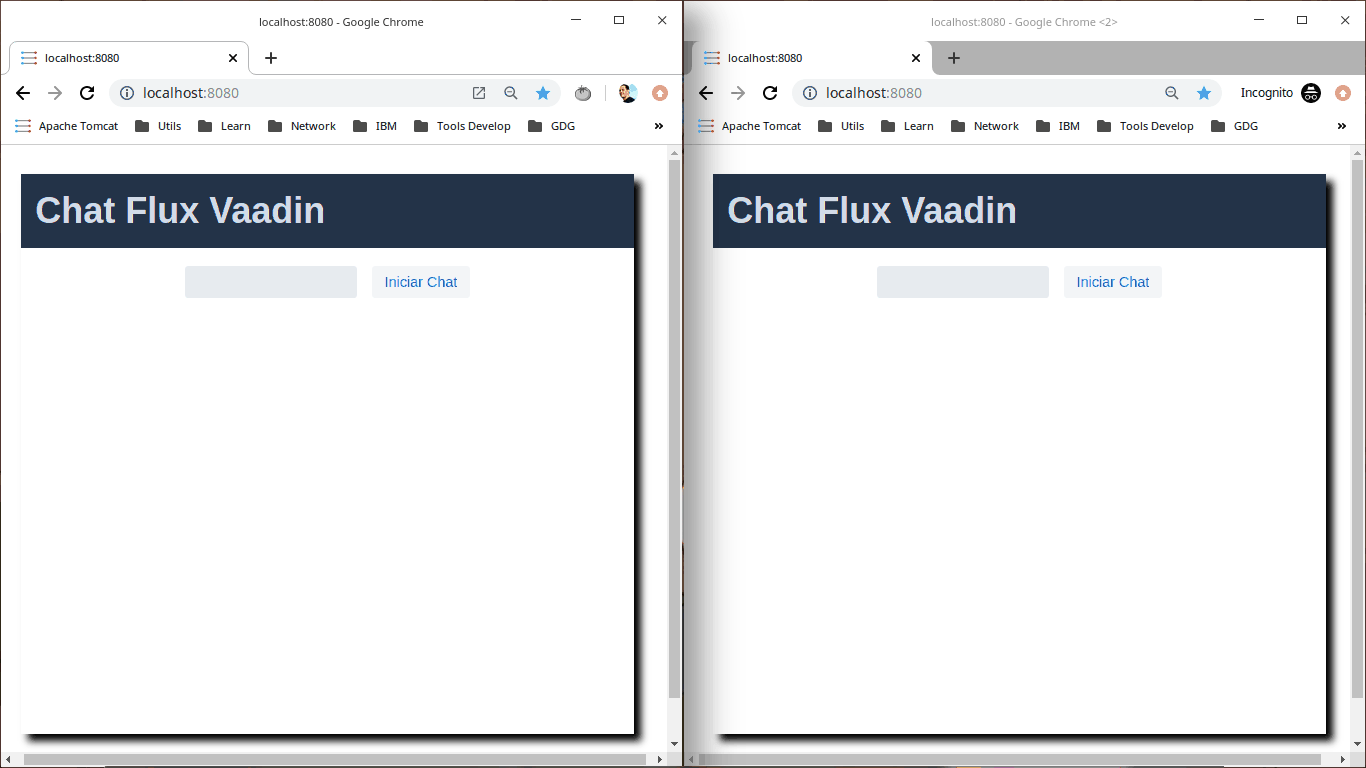 localhost:8080 - Google Chrome
localhost:8080
localhost:8080
Apache Tomcat Utils Learn Network IBM Tools Develop GDG »
Chat Flux Vaadin
Iniciar Chat
localhost:8080 - Google Chrome <2>
localhost:8080
localhost:8080 Incognito
Apache Tomcat Utils Learn Network IBM Tools Develop GDG »
Chat Flux Vaadin
Iniciar Chat